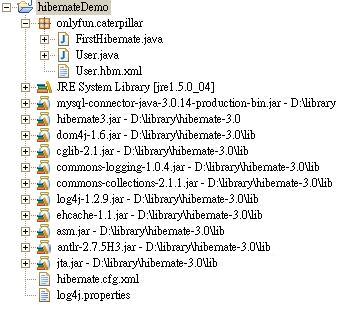 hibernateDemo
onlyfun.caterpillar
FirstHibernate.java
User.java
User.hbm.xml
JRE System Library [jre1.5.0_04]
mysql-connector-java-3.0.14-production-bin.jar - D:\library
hibernate3.jar - D:\library\hibernate-3.0
dom4j-1.6.jar - D:\library\hibernate-3.0\lib
cglib-2.1.jar - D:\library\hibernate-3.0\lib
commons-logging-1.0.4.jar - D:\library\hibernate-3.0\lib
commons-collections-2.1.1.jar - D:\library\hibernate-3.0\lib
log4j-1.2.9.jar - D:\library\hibernate-3.0\lib
ehcache-1.1.jar - D:\library\hibernate-3.0\lib
asm.jar - D:\library\hibernate-3.0\lib
antlr-2.7.5H3.jar - D:\library\hibernate-3.0\lib
jta.jar - D:\library\hibernate-3.0\lib
hibernate.cfg.xml
log4j.properties